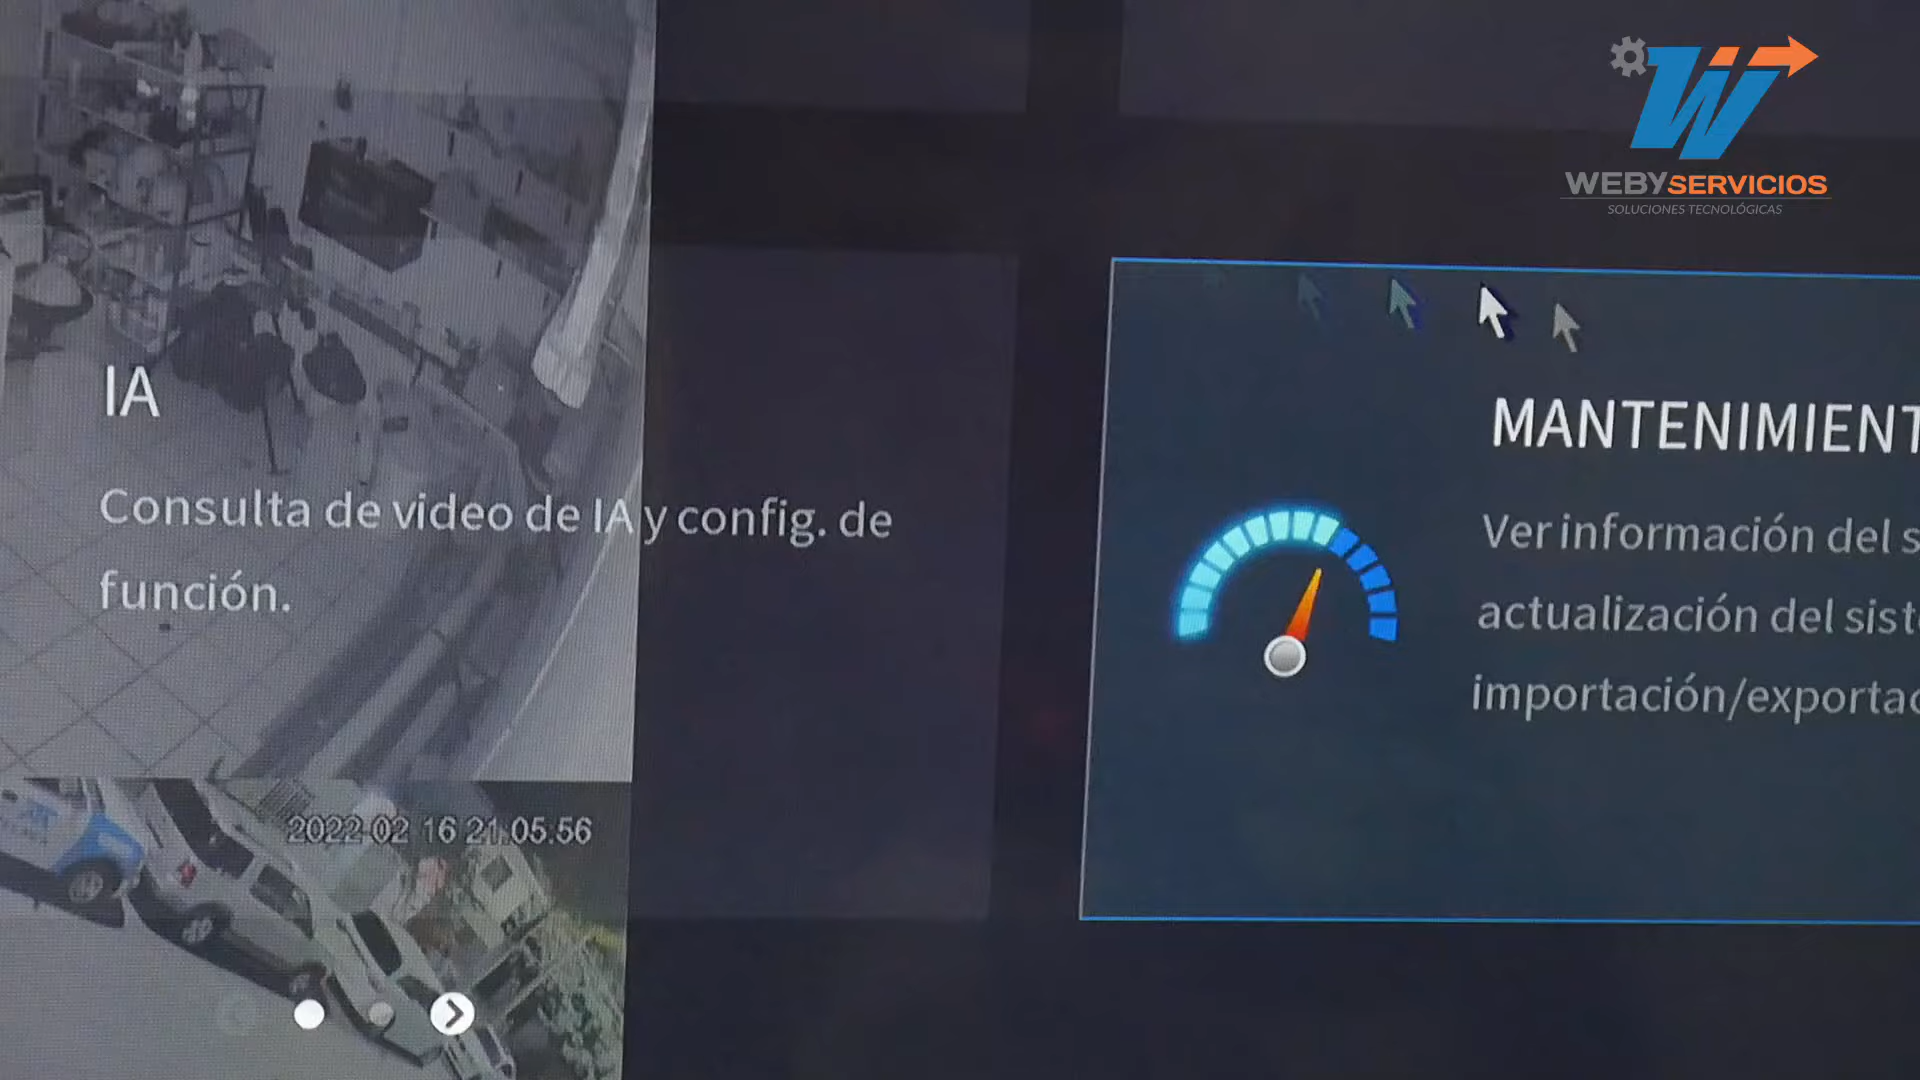 WEBYSERVICIOS
SOLUCIONES TECNOLÓGICAS
IA
Consulta de video de IA y config. de
función.
MANTENIMIENT
Ver información del s
actualización del sist
importación/exporta
2022-02 16 21:05:56